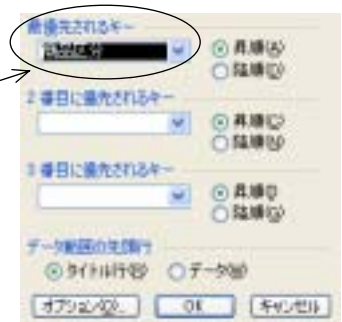 最優先されるキー
昇順(A)
降順(D)
2 番目に優先されるキー
昇順(C)
降順(N)
3 番目に優先されるキー
昇順(I)
降順(G)
データ範囲の先頭行
タイトル行(R) データ(W)
オプション(O)... OK キャンセル